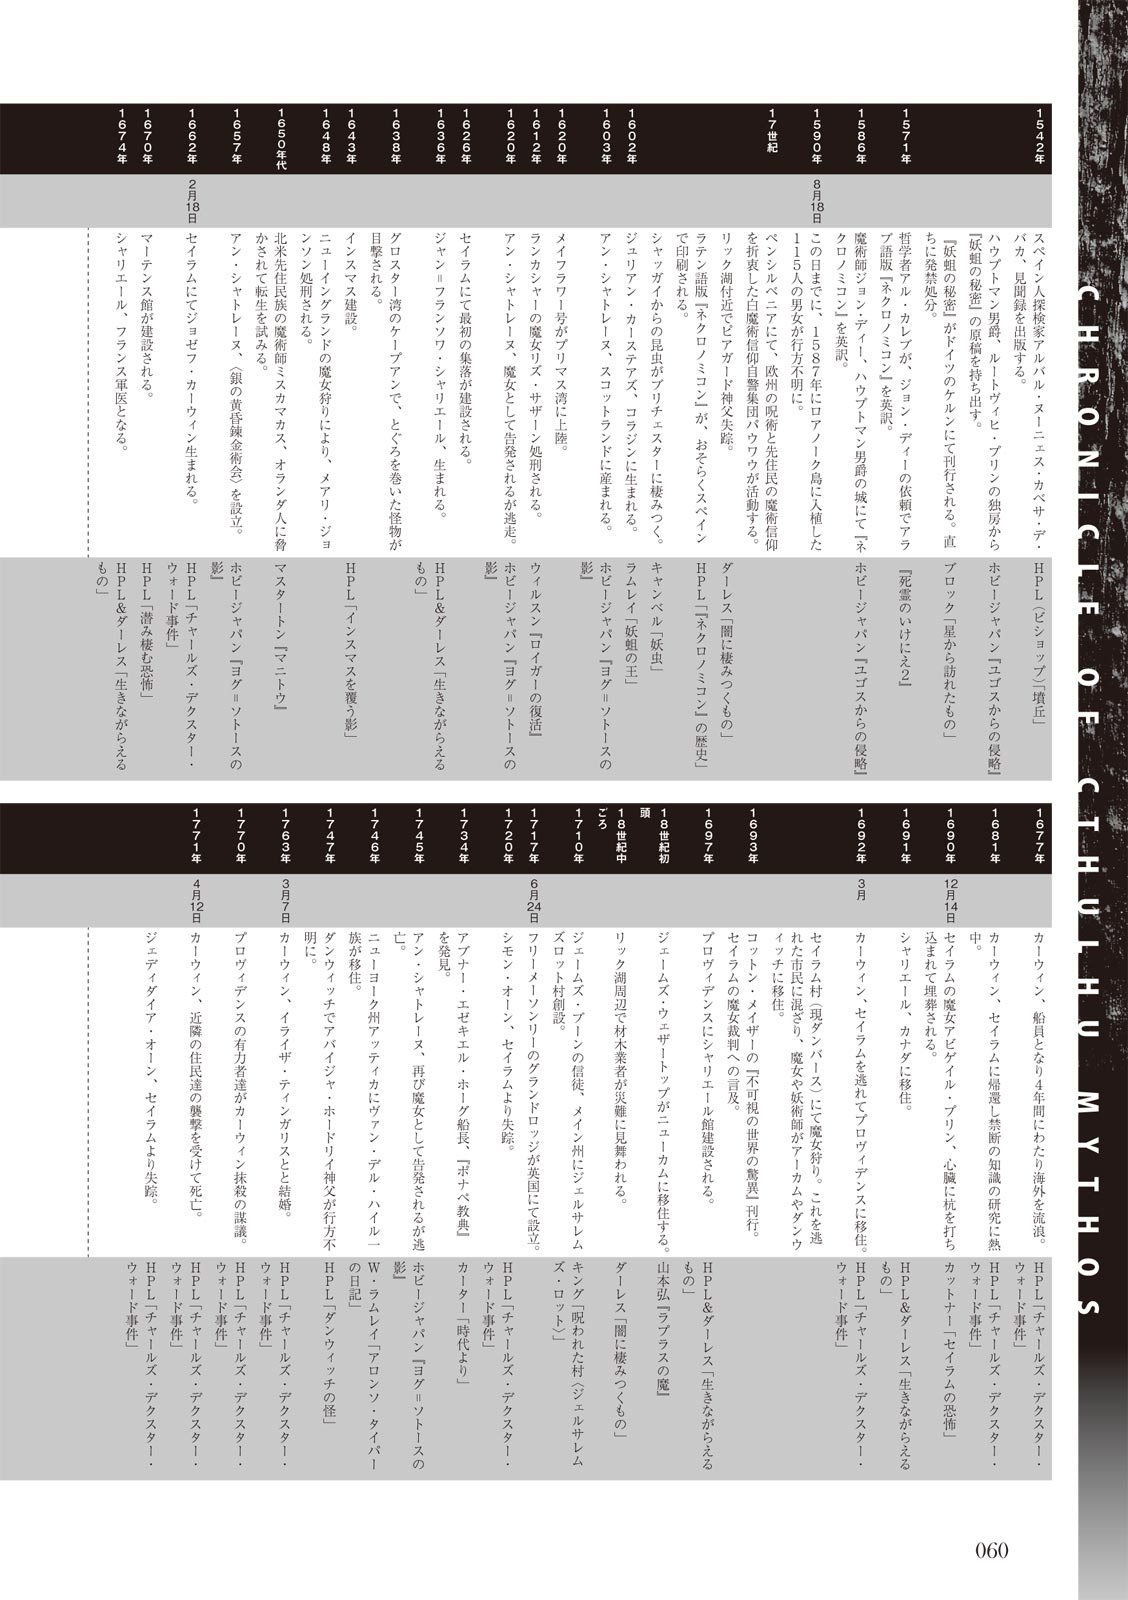 CHRONICLE OF CTHULHU MYTHOS
1542年
スペイン人探検家アルバル・ヌーニェス・カベサ・デ・
バカ、見聞録を出版する。
HPL（ビショップ）「墳丘」
ハウプトマン男爵、ルートヴィヒ・プリンの独房から
『妖蛆の秘密』の原稿を持ち出す。
ホビージャパン『ユゴスからの侵略』
『妖蛆の秘密』がドイツのケルンにて刊行される。直
ちに発禁処分。
ブロック「星から訪れたもの」
1571年
哲学者アル・カレブが、ジョン・ディーの依頼でアラ
ブ語版『ネクロノミコン』を英訳。
『死霊のいけにえ2』
1586年
魔術師ジョン・ディー、ハウプトマン男爵の城にて『ネ
クロノミコン』を英訳。
ホビージャパン『ユゴスからの侵略』
1590年
8月18日
この日までに、1587年にロアノーク島に入植した
115人の男女が行方不明に。
17世紀
ペンシルベニアにて、欧州の呪術と先住民の魔術信仰
を折衷した白魔術信仰自警集団パウワウが活動する。
リック湖付近でピアガード神父失踪。
ダーレス「闇に棲みつくもの」
ラテン語版『ネクロノミコン』が、おそらくスペイン
で印刷される。
HPL「『ネクロノミコン』の歴史」
シャッガイからの昆虫がブリチェスターに棲みつく。
キャンベル「妖虫」
1602年
ジュリアン・カーステアズ、コラジンに生まれる。
ラムレイ「妖蛆の王」
1603年
アン・シャトレーヌ、スコットランドに産まれる。
ホビージャパン『ヨグ＝ソトースの
影』
1620年
メイフラワー号がプリマス湾に上陸。
1612年
ランカシャーの魔女リズ・サザーン処刑される。
ウィルスン『ロイガーの復活』
1620年
アン・シャトレーヌ、魔女として告発されるが逃走。
ホビージャパン『ヨグ＝ソトースの
影』
1626年
セイラムにて最初の集落が建設される。
1636年
ジャン＝フランソワ・シャリエール、生まれる。
HPL＆ダーレス「生きながらえる
もの」
1638年
グロスター湾のケープアンで、とぐろを巻いた怪物が
目撃される。
1643年
インスマス建設。
HPL「インスマスを覆う影」
1648年
ニューイングランドの魔女狩りにより、メアリ・ジョ
ンソン処刑される。
1650年代
北米先住民族の魔術師ミスカマカス、オランダ人に脅
かされて転生を試みる。
マスタートン『マニトウ』
1657年
アン・シャトレーヌ、〈銀の黄昏錬金術会〉を設立。
ホビージャパン『ヨグ＝ソトースの
影』
1662年
2月18日
セイラムにてジョゼフ・カーウィン生まれる。
HPL「チャールズ・デクスター・
ウォード事件」
1670年
マーテンス館が建設される。
HPL「潜み棲む恐怖」
1674年
シャリエール、フランス軍医となる。
HPL＆ダーレス「生きながらえる
もの」
1677年
カーウィン、船員となり4年間にわたり海外を流浪。
HPL「チャールズ・デクスター・
ウォード事件」
1681年
カーウィン、セイラムに帰還し禁断の知識の研究に熱
中。
HPL「チャールズ・デクスター・
ウォード事件」
1690年
12月14日
セイラムの魔女アビゲイル・プリン、心臓に杭を打ち
込まれて埋葬される。
カットナー「セイラムの恐怖」
1691年
シャリエール、カナダに移住。
HPL＆ダーレス「生きながらえる
もの」
1692年
3月
カーウィン、セイラムを逃れてプロヴィデンスに移住。
HPL「チャールズ・デクスター・
ウォード事件」
セイラム村（現ダンバース）にて魔女狩り。これを逃
れた市民に混ざり、魔女や妖術師がアーカムやダンウ
ィッチに移住。
1693年
コットン・メイザーの『不可視の世界の驚異』刊行。
セイラムの魔女裁判への言及。
1697年
プロヴィデンスにシャリエール館建設される。
HPL＆ダーレス「生きながらえる
もの」
18世紀初
頭
ジェームズ・ウェザートップがニューカムに移住する。
山本弘『ラプラスの魔』
18世紀中
ごろ
リック湖周辺で材木業者が災難に見舞われる。
ダーレス「闇に棲みつくもの」
1710年
ジェームズ・ブーンの信徒、メイン州にジェルサレム
ズロット村創設。
キング「呪われた村〈ジェルサレム
ズ・ロット〉」
1717年
6月24日
フリーメーソンリーのグランドロッジが英国にて設立。
1720年
シモン・オーン、セイラムより失踪。
HPL「チャールズ・デクスター・
ウォード事件」
1734年
アブナー・エゼキエル・ホーグ船長、『ポナペ教典』
を発見。
カーター「時代より」
1745年
アン・シャトレーヌ、再び魔女として告発されるが逃
亡。
ホビージャパン『ヨグ＝ソトースの
影』
1746年
ニューヨーク州アッティカにヴァン・デル・ハイル一
族が移住。
W・ラムレイ「アロンソ・タイパー
の日記」
1747年
ダンウィッチでアバイジャ・ホードリイ神父が行方不
明に。
HPL「ダンウィッチの怪」
1763年
3月7日
カーウィン、イライザ・ティンガリストと結婚。
HPL「チャールズ・デクスター・
ウォード事件」
1770年
プロヴィデンスの有力者達がカーウィン抹殺の謀議。
HPL「チャールズ・デクスター・
ウォード事件」
1771年
4月12日
カーウィン、近隣の住民達の襲撃を受けて死亡。
HPL「チャールズ・デクスター・
ウォード事件」
ジェディダイア・オーン、セイラムより失踪。
HPL「チャールズ・デクスター・
ウォード事件」
060